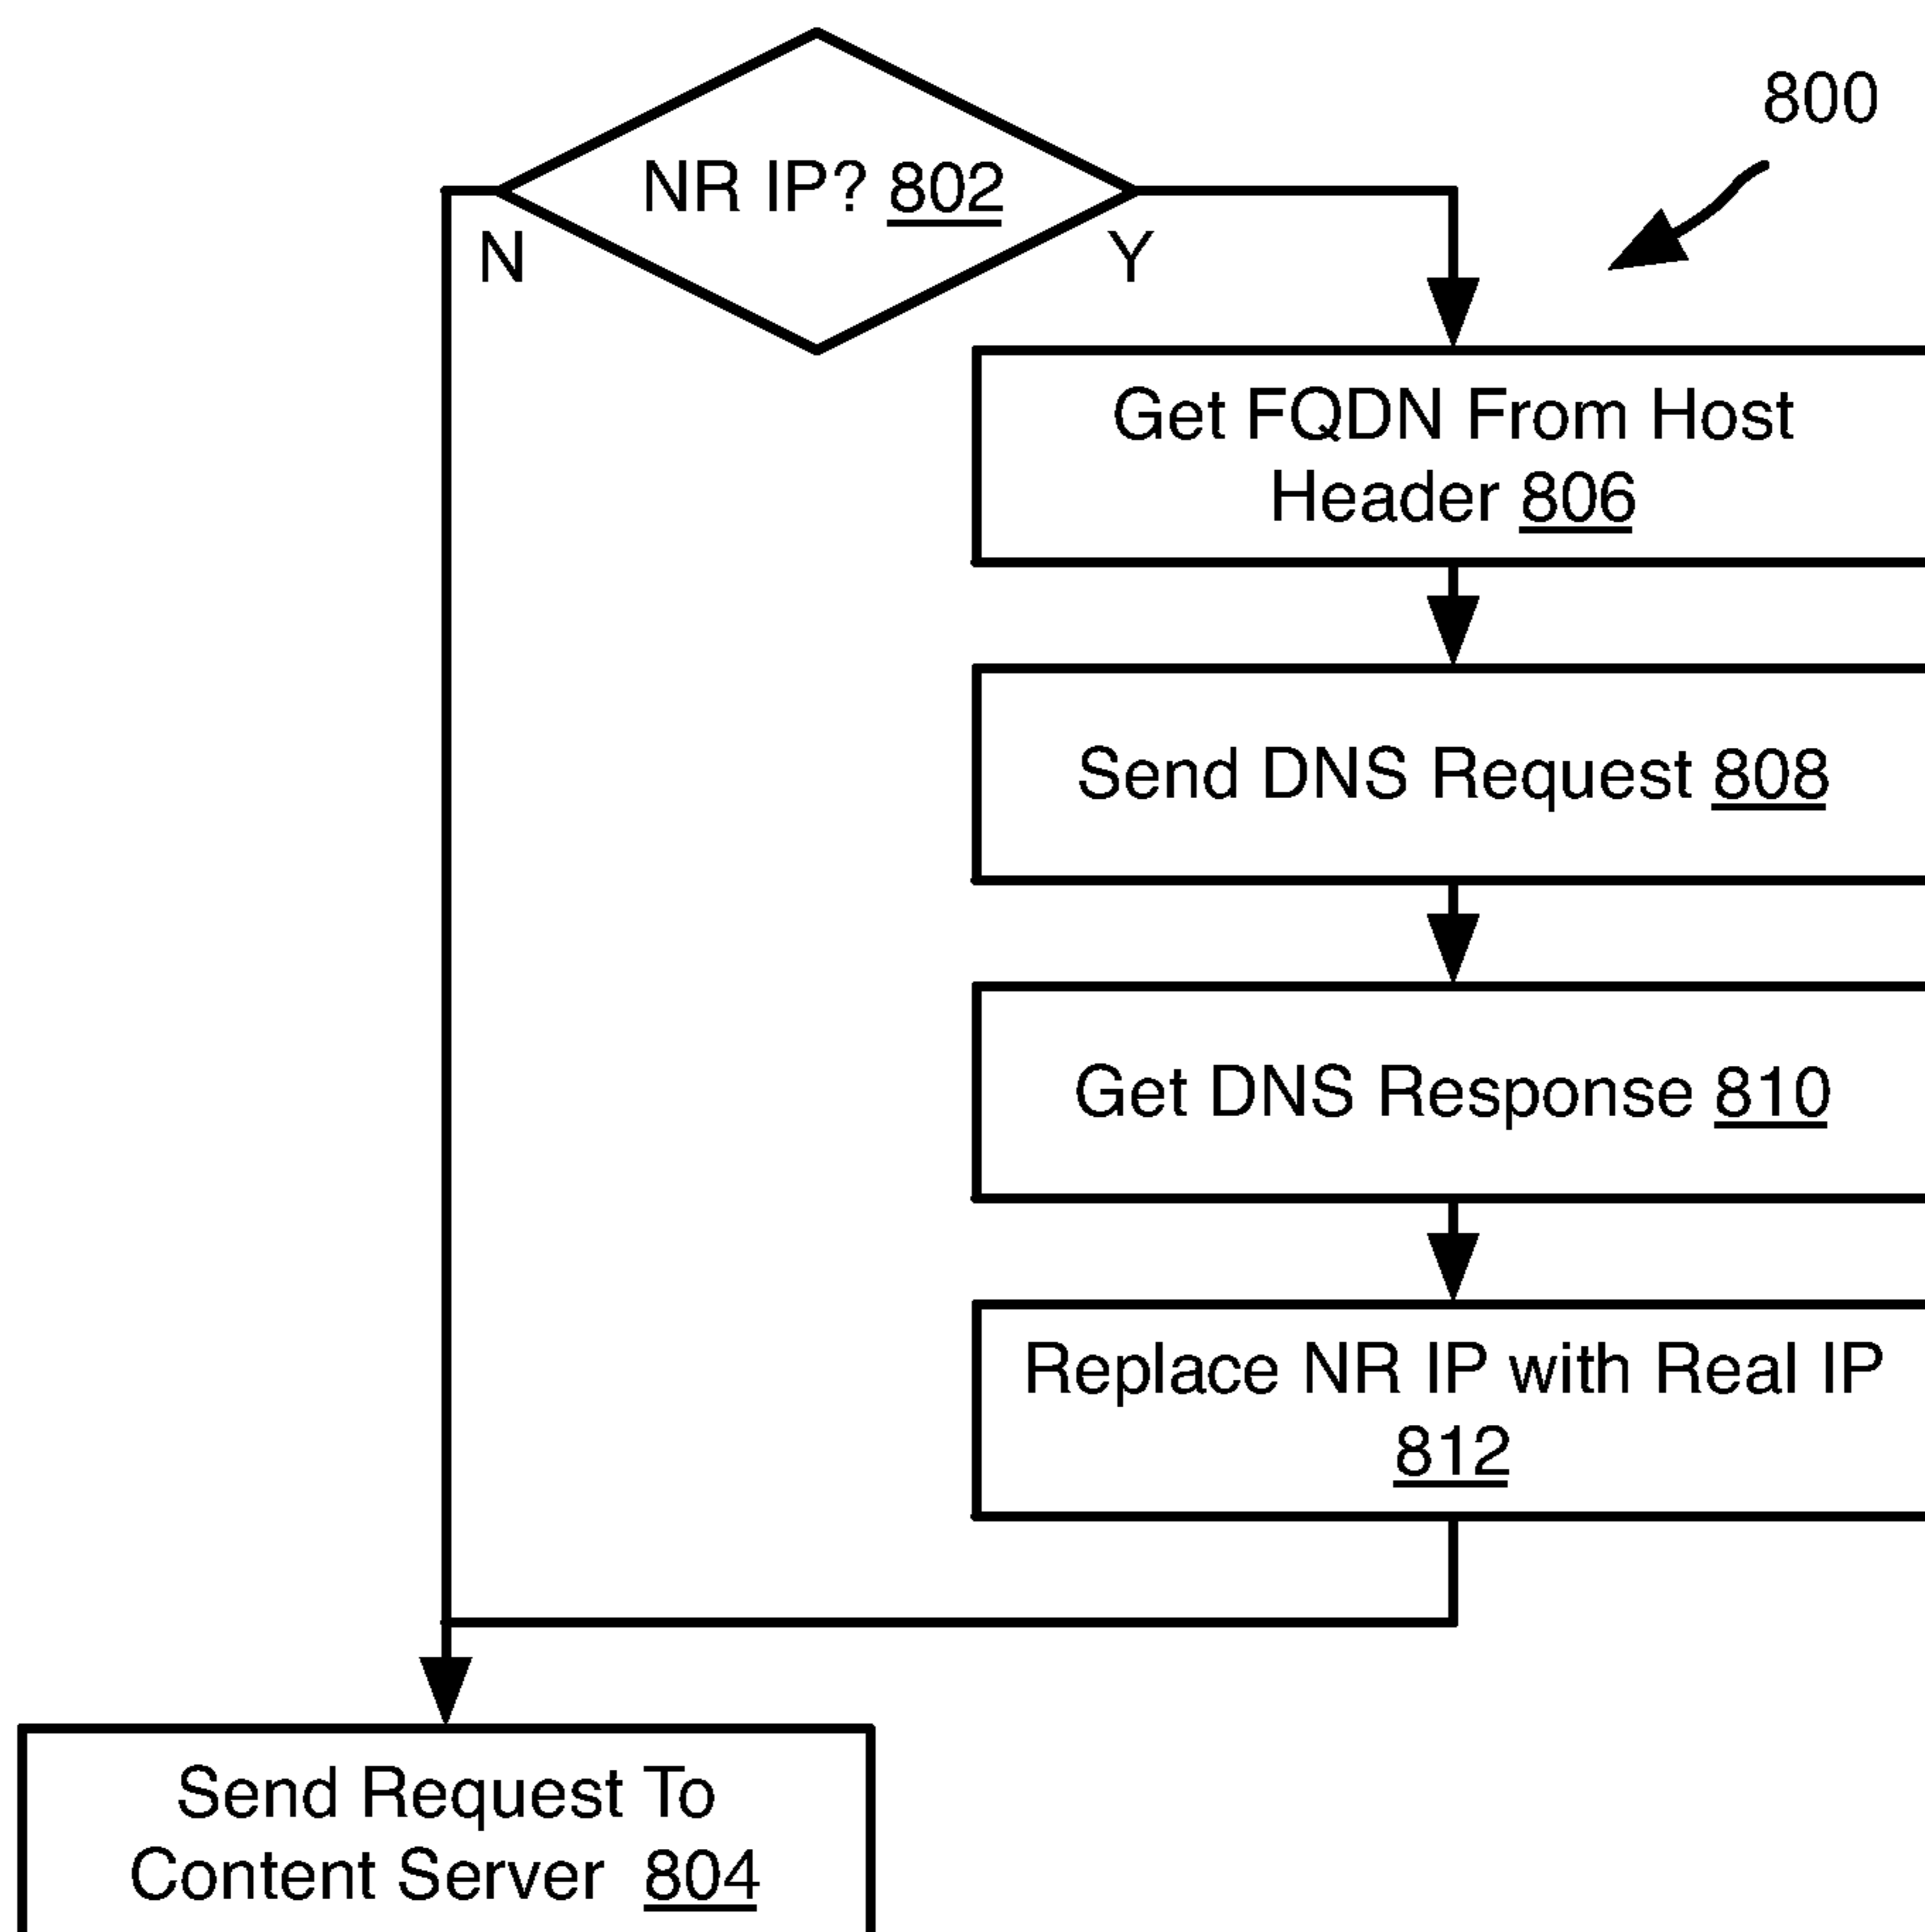 800
NR IP? 802
N
Y
Get FQDN From Host
Header 806
Send DNS Request 808
Get DNS Response 810
Replace NR IP with Real IP
812
Send Request To
Content Server 804